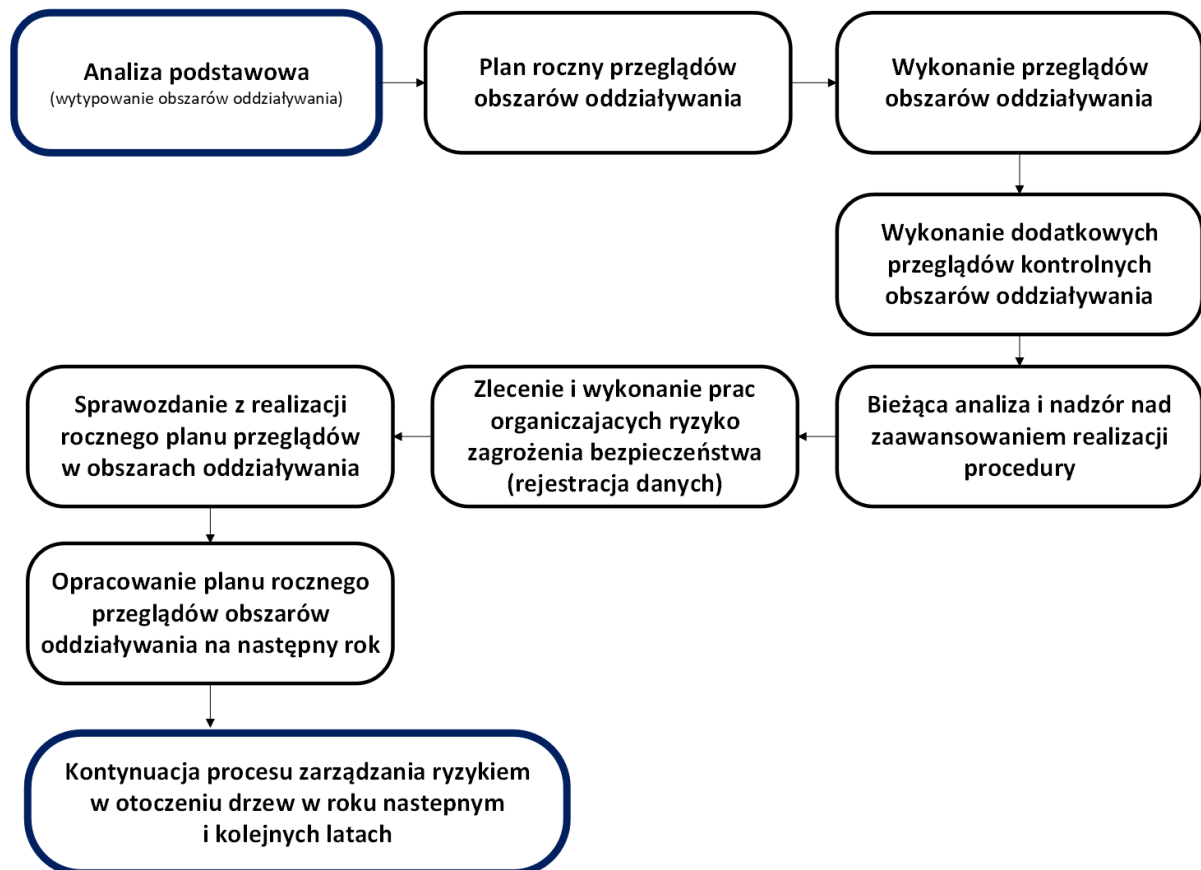 Analiza podstawowa
(wytypowanie obszarów oddziaływania)
Plan roczny przeglądów
obszarów oddziaływania
Wykonanie przeglądów
obszarów oddziaływania
Wykonanie dodatkowych
przeglądów kontrolnych
obszarów oddziaływania
Bieżąca analiza i nadzór nad
zaawansowaniem realizacji
procedury
Zlecenie i wykonanie prac
organiczajacych ryzyko
zagrożenia bezpieczeństwa
(rejestracja danych)
Sprawozdanie z realizacji
rocznego planu przeglądów
w obszarach oddziaływania
Opracowanie planu rocznego
przeglądów obszarów
oddziaływania na następny rok
Kontynuacja procesu zarządzania ryzykiem
w otoczeniu drzew w roku nastepnym
i kolejnych latach